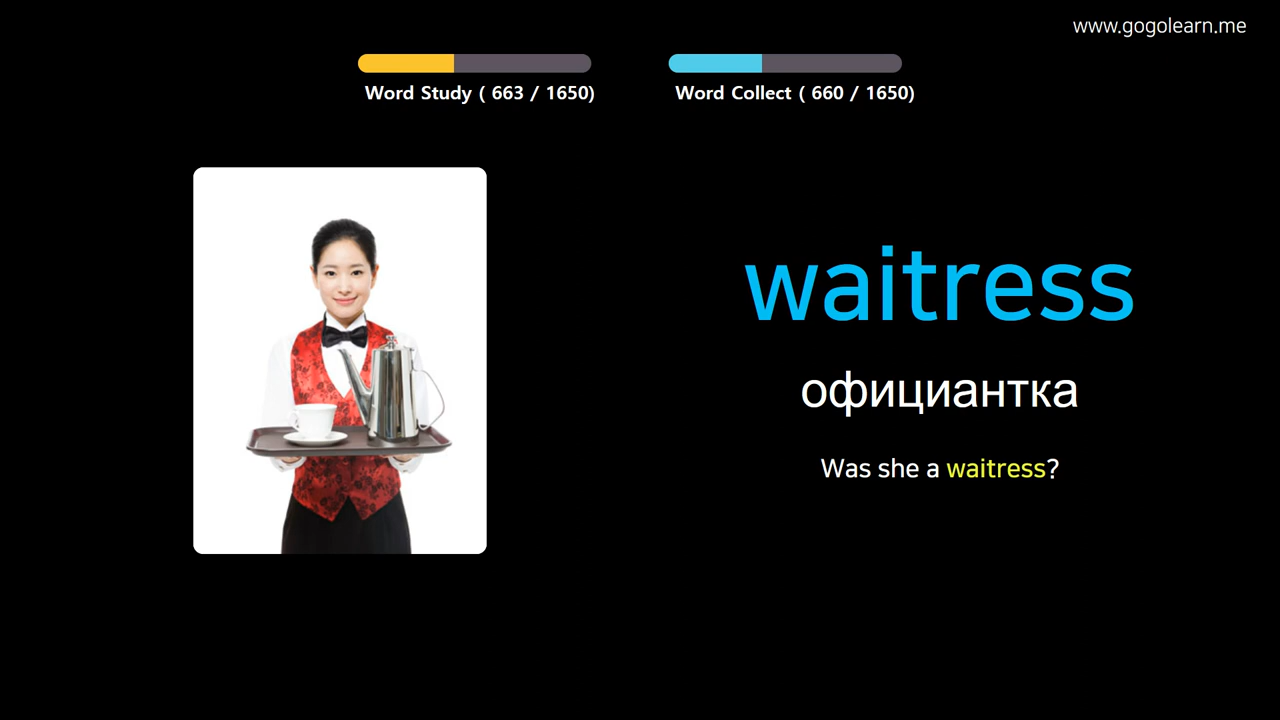 www.gogolearn.me
Word Study ( 663 / 1650)
Word Collect ( 660 / 1650)
waitress
официантка
Was she a waitress?